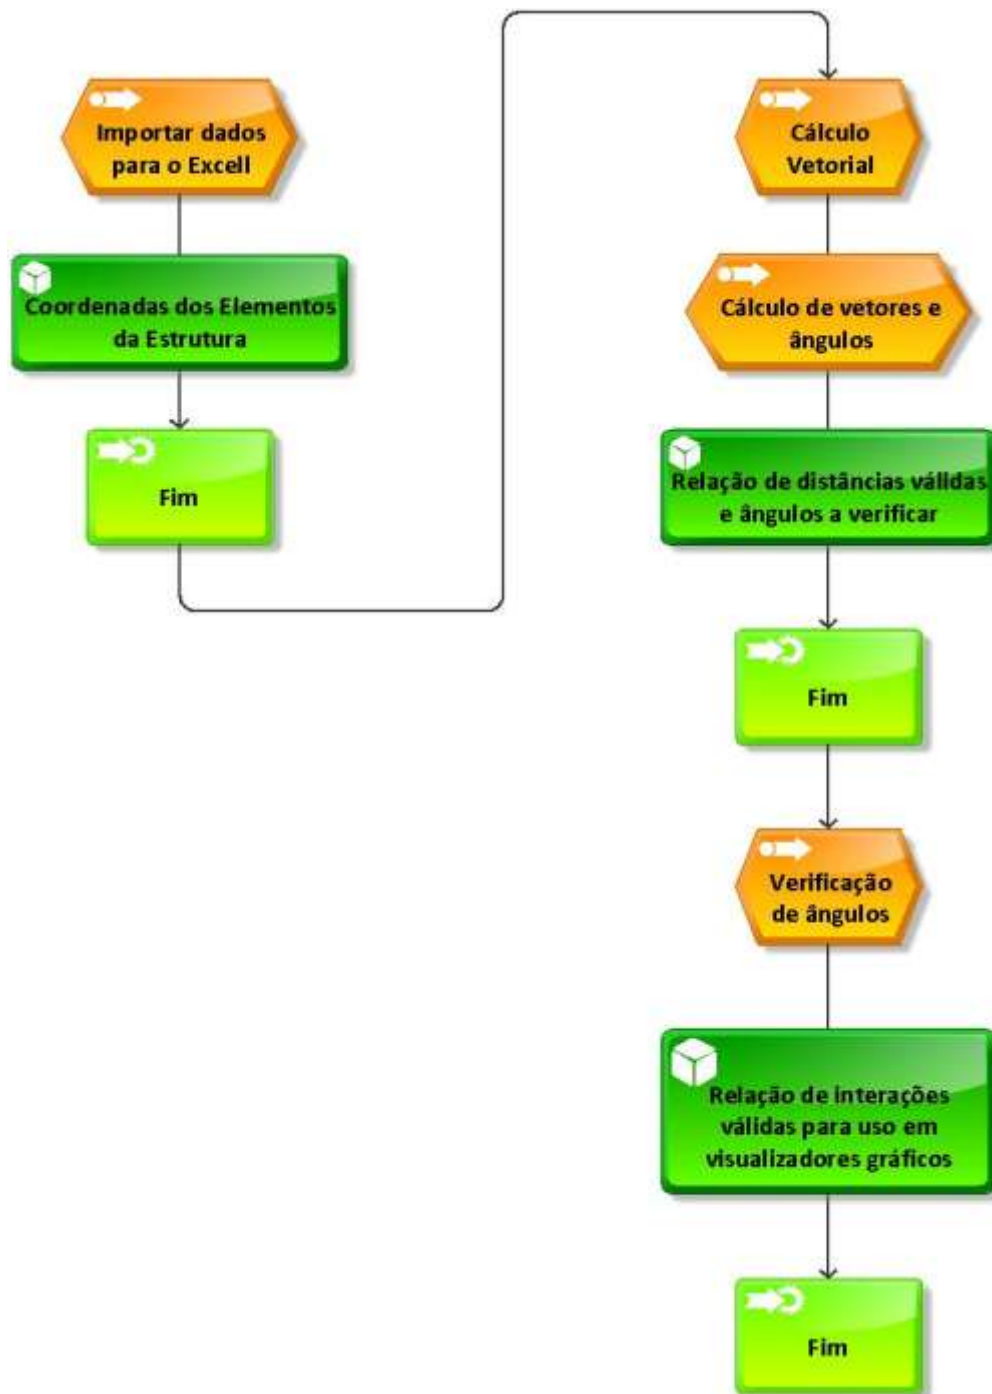 Importar dados
para o Excell
Coordenadas dos Elementos
da Estrutura
Fim
Cálculo
Vetorial
Cálculo de vetores e
ângulos
Relação de distâncias válidas
e ângulos a verificar
Fim
Verificação
de ângulos
Relação de interações
válidas para uso em
visualizadores gráficos
Fim